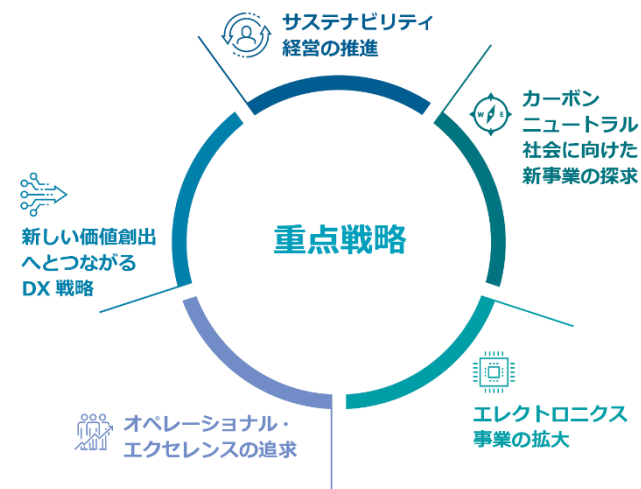 サステナビリティ
経営の推進
カーボン
ニュートラル
社会に向けた
新事業の探求
W E
重点戦略
新しい価値創出
へとつながる
DX 戦略
エレクトロニクス
事業の拡大
オペレーショナル・
エクセレンスの追求